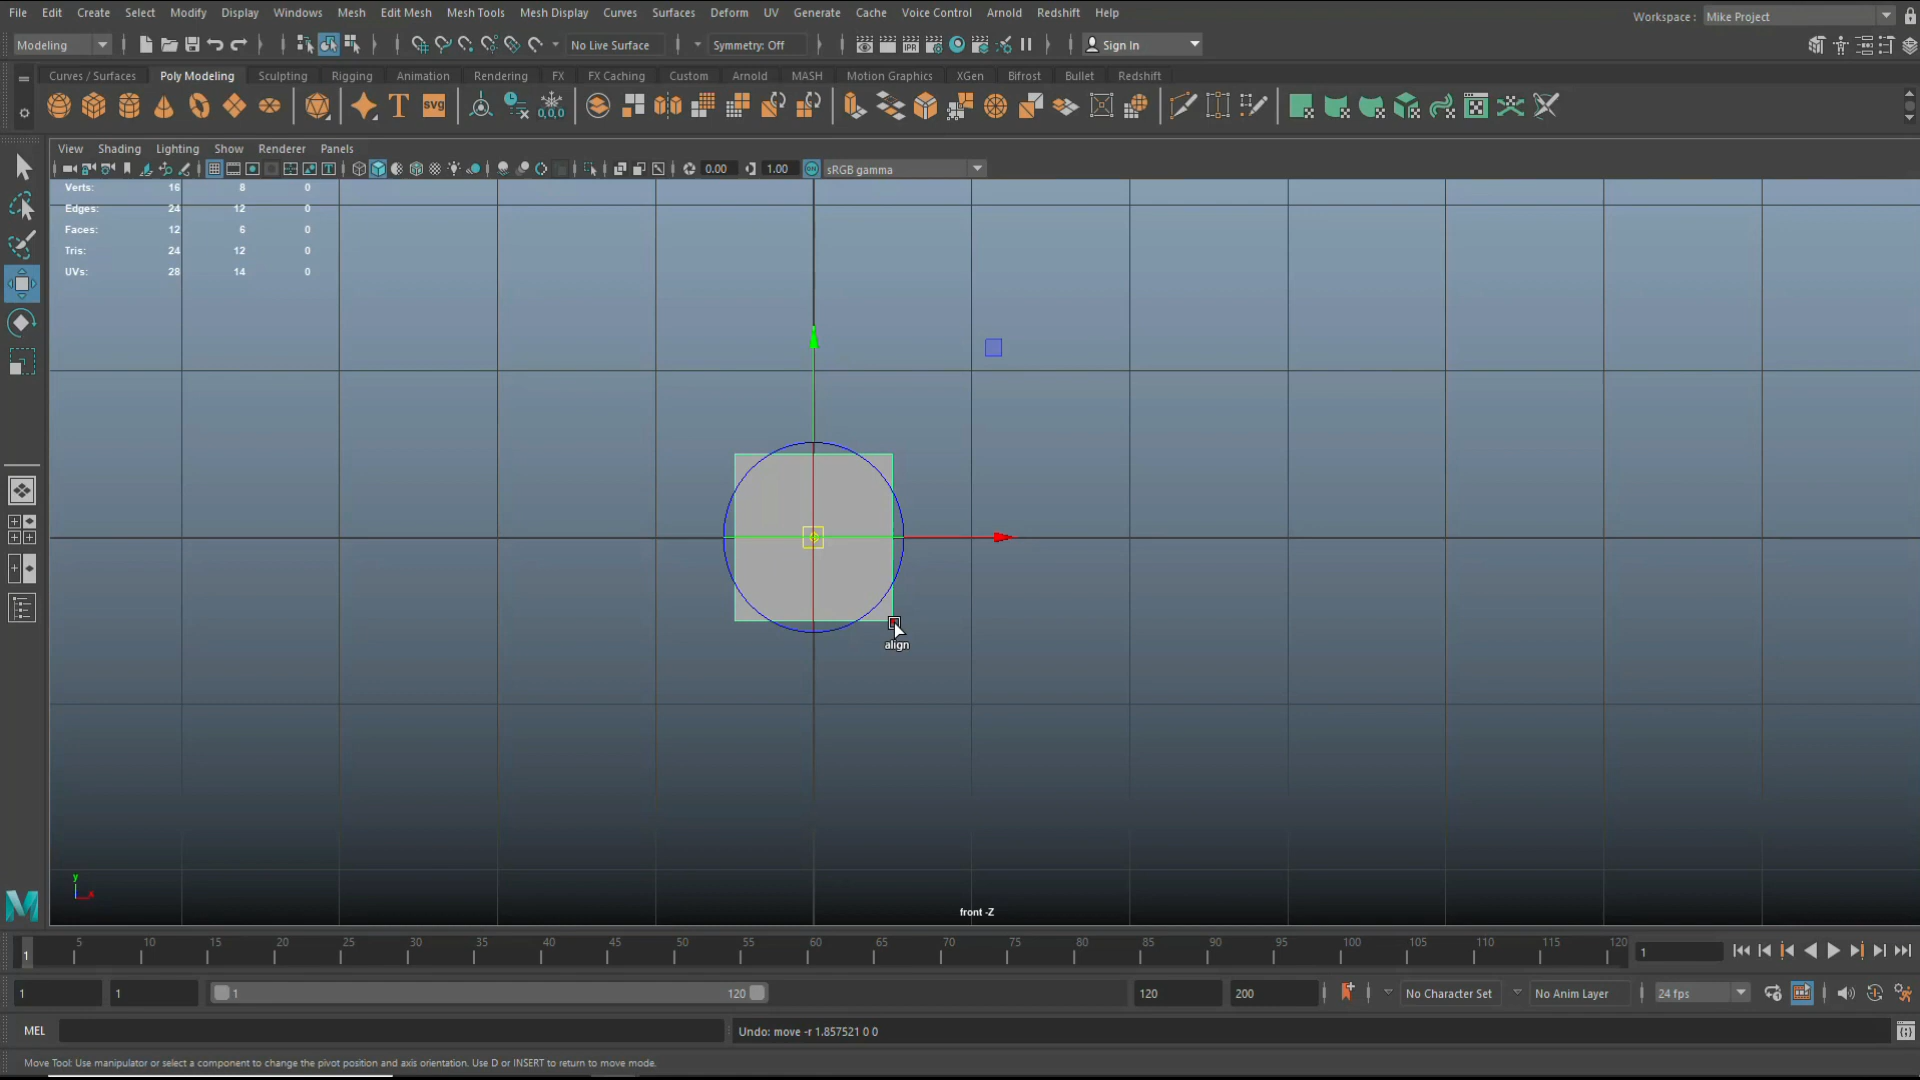 File Edit Create Select Modify Display Windows Mesh Edit Mesh Mesh Tools Mesh Display Curves Surfaces Deform UV Generate Cache Voice Control Arnold Redshift Help
Workspace : Mike Project
Modeling No Live Surface Symmetry: Off Sign In
Curves / Surfaces Poly Modeling Sculpting Rigging Animation Rendering FX FX Caching Custom Arnold MASH Motion Graphics XGen Bifrost Bullet Redshift
T svg 0,0,0
View Shading Lighting Show Renderer Panels
0.00 1.00 sRGB gamma
Verts: 16 8 0
Edges: 24 12 0
Faces: 12 6 0
Tris: 24 12 0
UVs: 28 14 0
align
y
x
front -Z
M
5 10 15 20 25 30 35 40 45 50 55 60 65 70 75 80 85 90 95 100 105 110 115 120
1 1
1 1 1 120 120 200 No Character Set No Anim Layer 24 fps
MEL Undo: move -r 1.857521 0 0
Move Tool: Use manipulator or select a component to change the pivot position and axis orientation. Use D or INSERT to return to move mode.